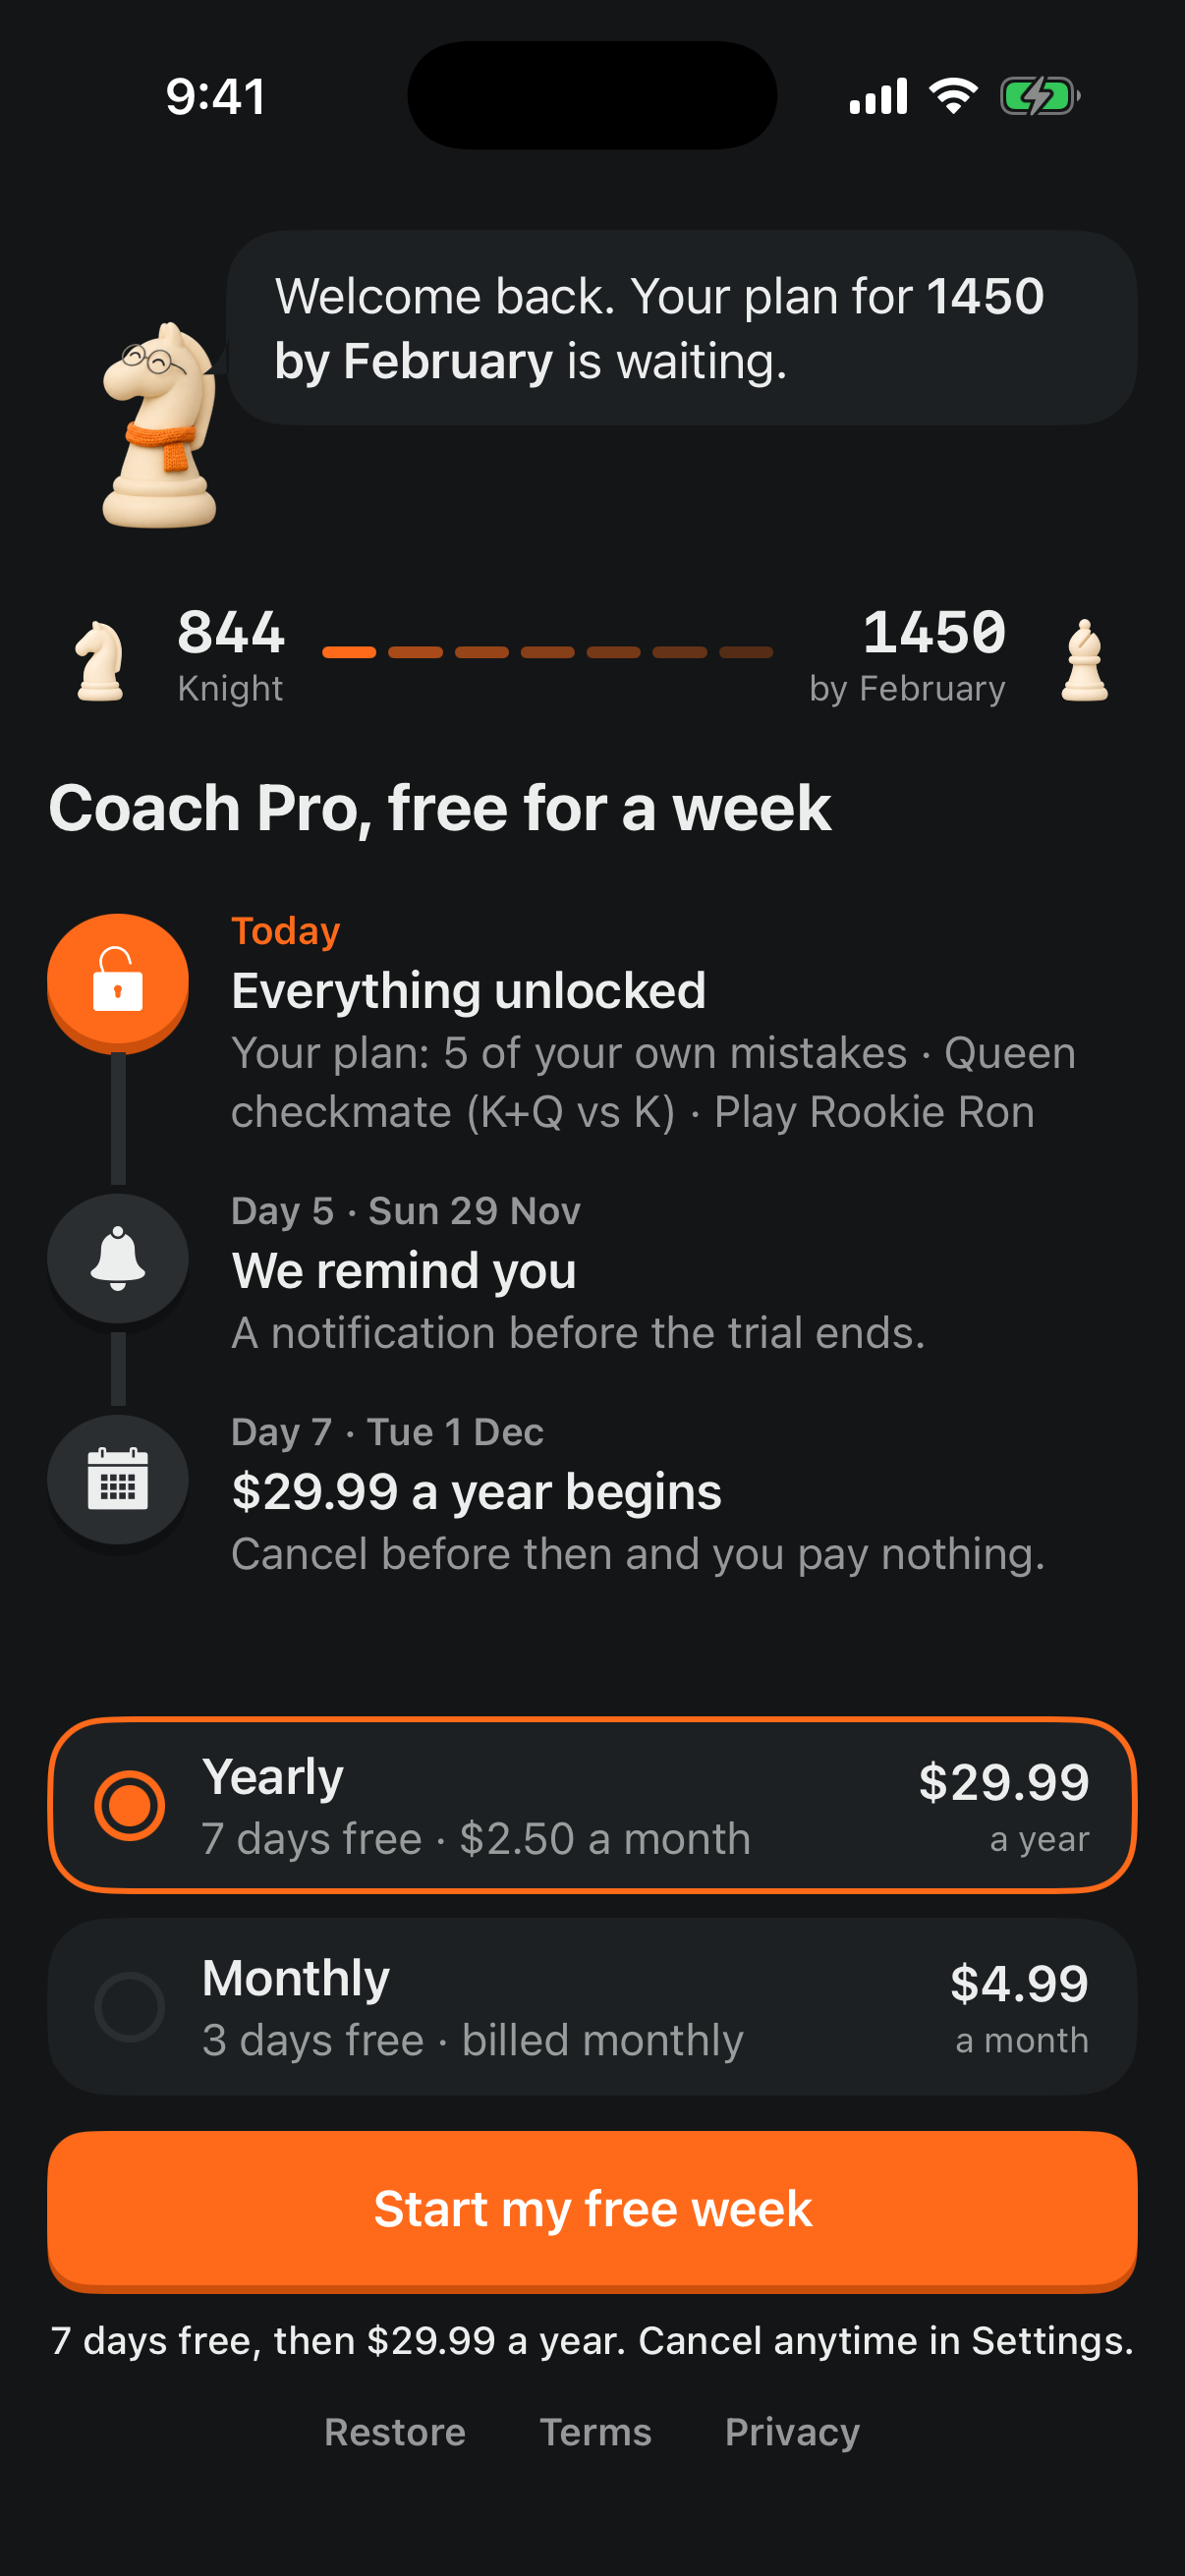 9:41
Welcome back. Your plan for 1450
by February is waiting.
844
Knight
1450
by February
Coach Pro, free for a week
Today
Everything unlocked
Your plan: 5 of your own mistakes · Queen
checkmate (K+Q vs K) · Play Rookie Ron
Day 5 · Sun 29 Nov
We remind you
A notification before the trial ends.
Day 7 · Tue 1 Dec
$29.99 a year begins
Cancel before then and you pay nothing.
Yearly
$29.99
7 days free · $2.50 a month
a year
Monthly
$4.99
3 days free · billed monthly
a month
Start my free week
7 days free, then $29.99 a year. Cancel anytime in Settings.
Restore Terms Privacy